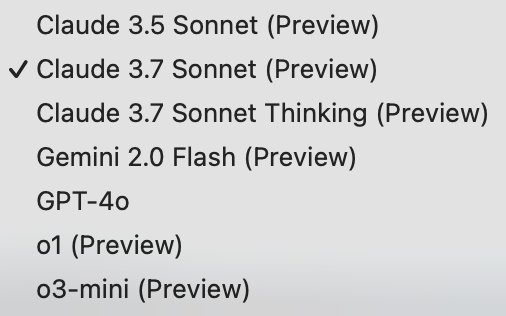 Claude 3.5 Sonnet (Preview)
✓ Claude 3.7 Sonnet (Preview)
Claude 3.7 Sonnet Thinking (Preview)
Gemini 2.0 Flash (Preview)
GPT-4o
o1 (Preview)
o3-mini (Preview)